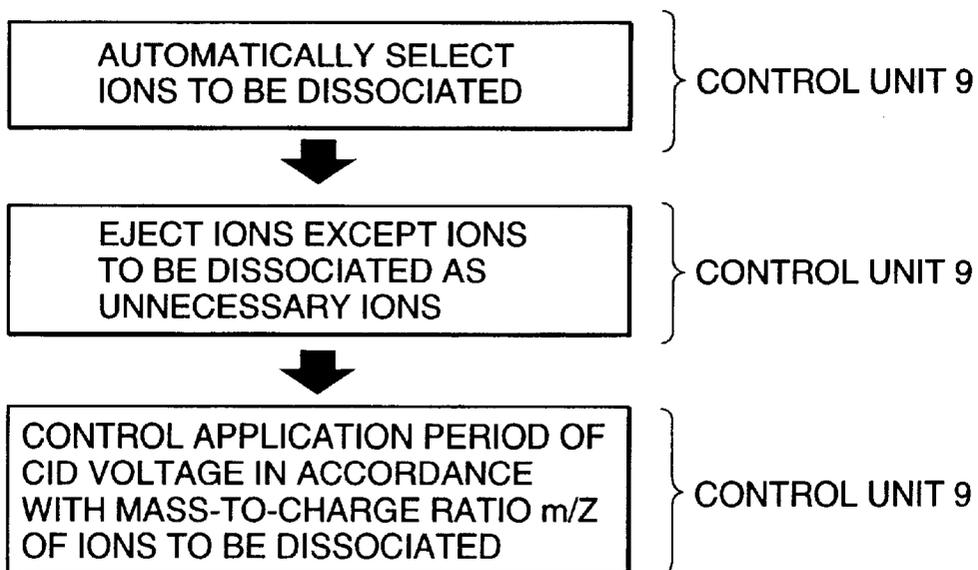 AUTOMATICALLY SELECT
IONS TO BE DISSOCIATED
CONTROL UNIT 9
EJECT IONS EXCEPT IONS
TO BE DISSOCIATED AS
UNNECESSARY IONS
CONTROL UNIT 9
CONTROL APPLICATION PERIOD OF
CID VOLTAGE IN ACCORDANCE
WITH MASS-TO-CHARGE RATIO m/Z
OF IONS TO BE DISSOCIATED
CONTROL UNIT 9